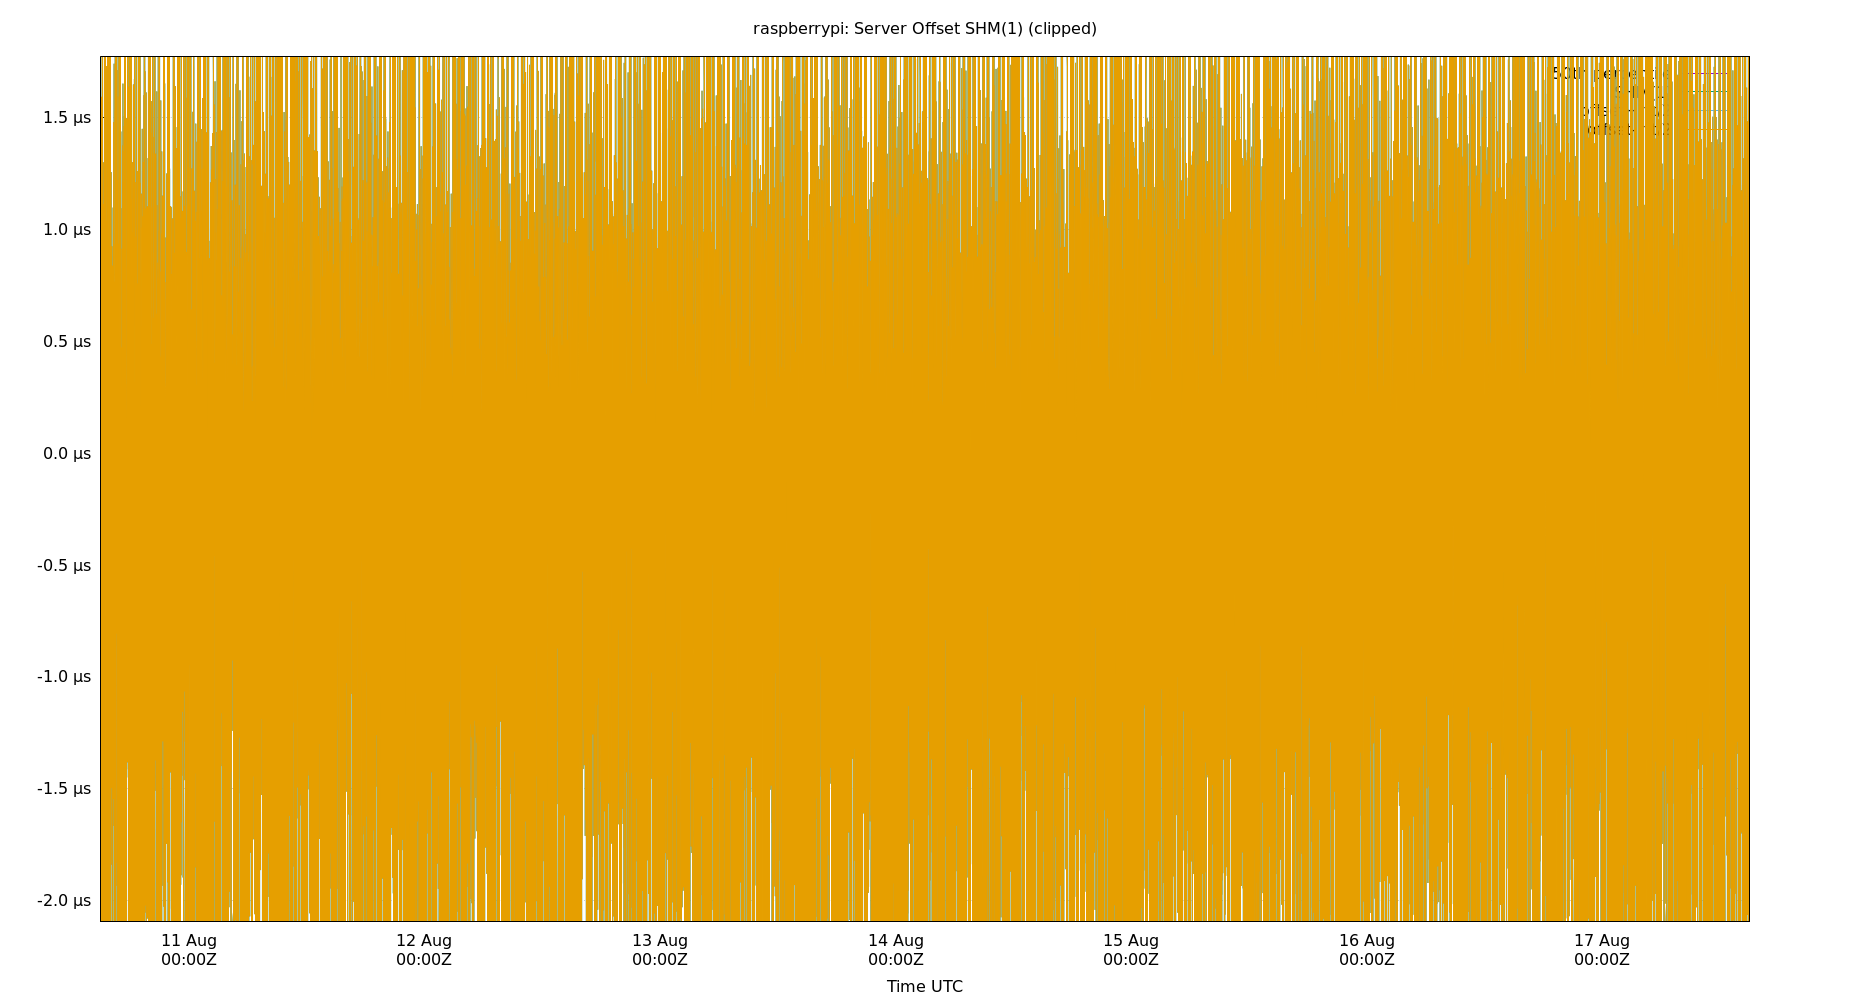 raspberrypi: Server Offset SHM(1) (clipped)
50th percentile
1.5 µs
1.0 µs
0.5 µs
0.0 µs
-0.5 µs
-1.0 µs
-1.5 µs
-2.0 µs
11 Aug 12 Aug 13 Aug 14 Aug 15 Aug 16 Aug 17 Aug
00:00Z 00:00Z 00:00Z 00:00Z 00:00Z 00:00Z 00:00Z
Time UTC